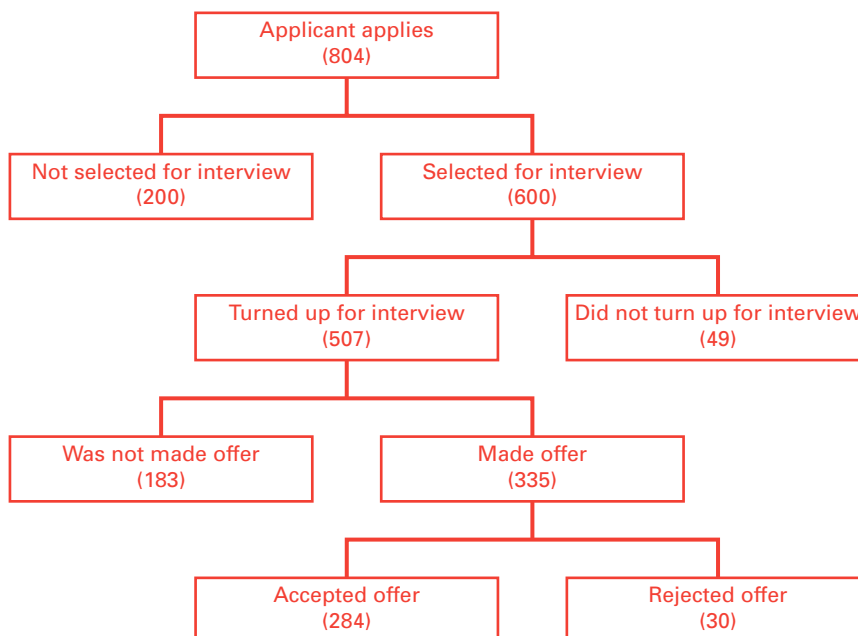 Applicant applies
(804)
Not selected for interview
(200)
Selected for interview
(600)
Turned up for interview
(507)
Did not turn up for interview
(49)
Was not made offer
(183)
Made offer
(335)
Accepted offer
(284)
Rejected offer
(30)